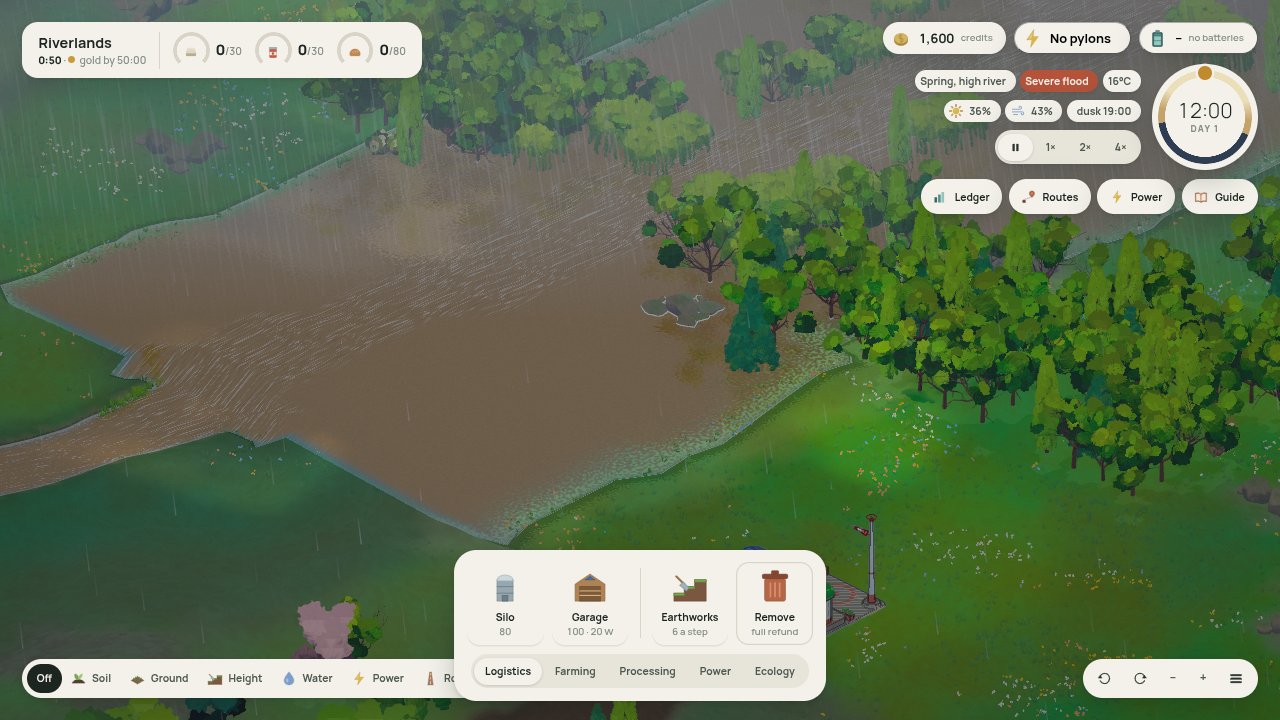 Riverlands
0:50 · gold by 50:00
0/30
0/30
0/80
1,600 credits
No pylons
– no batteries
Spring, high river
Severe flood
16°C
36%
43%
dusk 19:00
12:00
DAY 1
1×
2×
4×
Ledger
Routes
Power
Guide
Silo
80
Garage
100 · 20 W
Earthworks
6 a step
Remove
full refund
Logistics
Farming
Processing
Power
Ecology
Off
Soil
Ground
Height
Water
Power
−
+